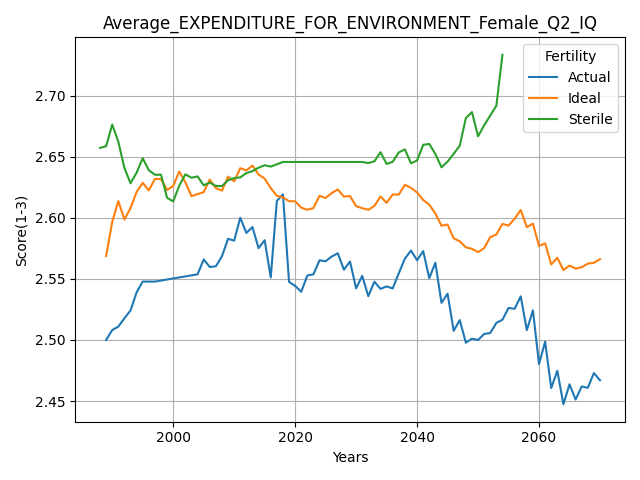 Average_EXPENDITURE_FOR_ENVIRONMENT_Female_Q2_IQ
Fertility
Actual
Ideal
Sterile
Score(1-3)
2.70
2.65
2.60
2.55
2.50
2.45
2000 2020 2040 2060
Years